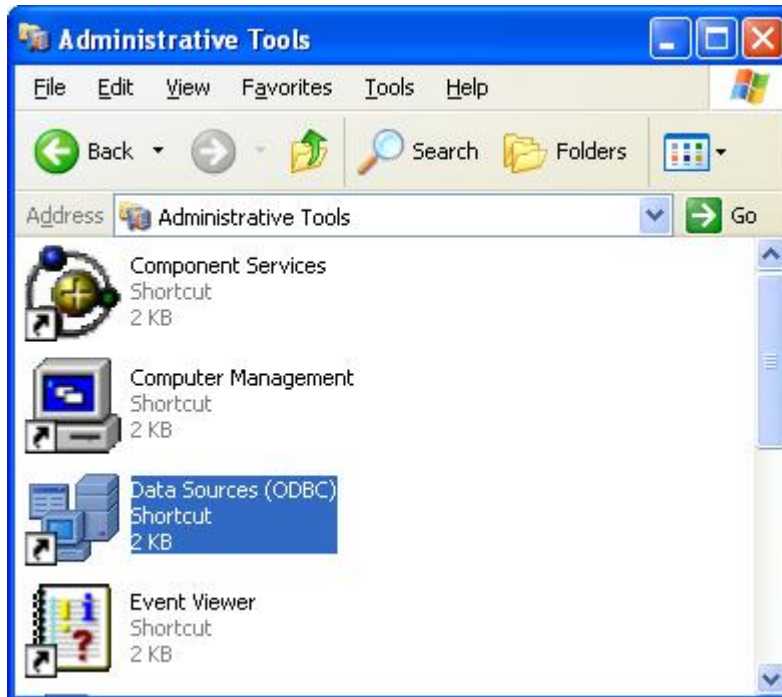 Administrative Tools
File Edit View Favorites Tools Help
Back Search Folders
Address Administrative Tools Go
Component Services
Shortcut
2 KB
Computer Management
Shortcut
2 KB
Data Sources (ODBC)
Shortcut
2 KB
Event Viewer
Shortcut
2 KB